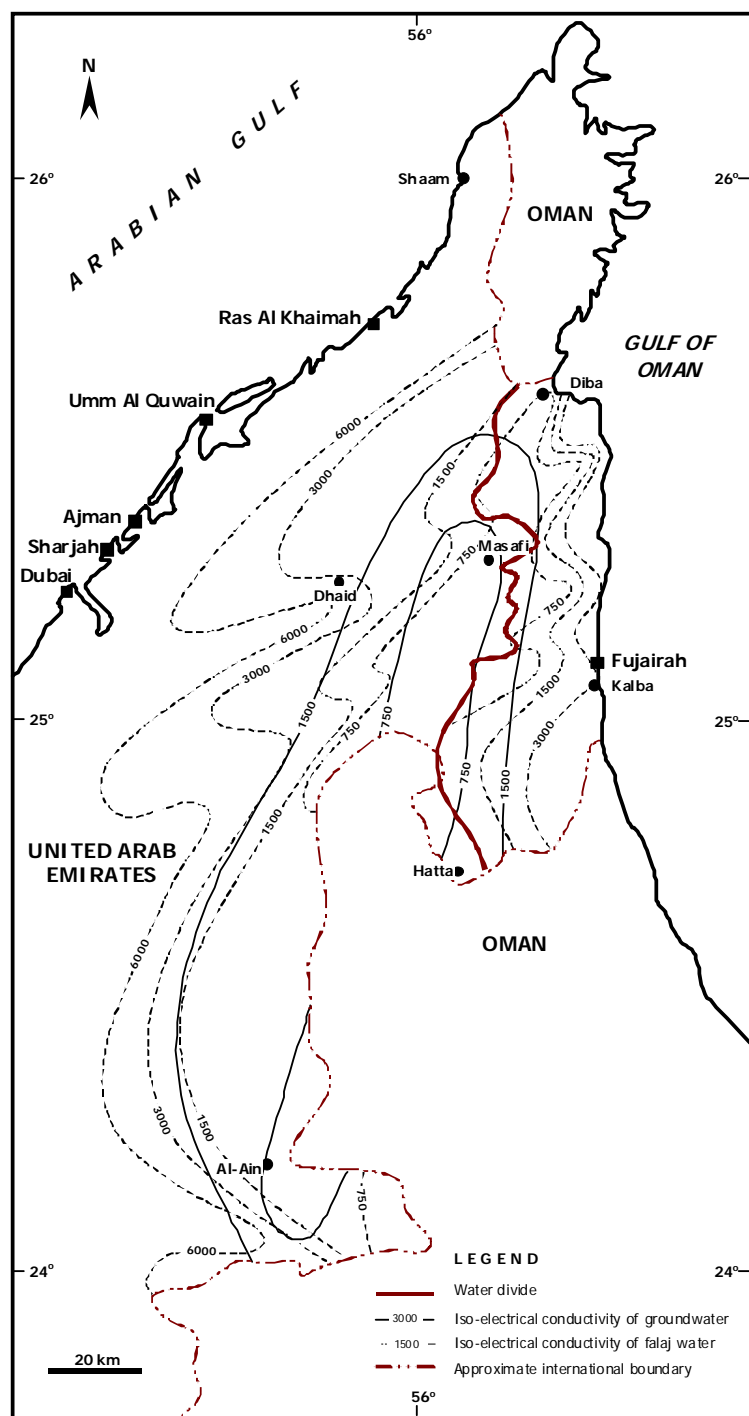 56°
N
ARABIAN GULF
26°
Shaam
26°
OMAN
Ras Al Khaimah
GULF OF
OMAN
Diba
Umm Al Quwain
6000
3000
1500
Ajman
Sharjah
Masafi
750
Dubai
Dhaid
750
6000
Fujairah
3000
1500
Kalba
25°
1500
750
750
3000
25°
750
1500
1500
UNITED ARAB
EMIRATES
Hatta
OMAN
6000
3000
1500
Al-Ain
750
6000
LEGEND
24°
24°
Water divide
3000 Iso-electrical conductivity of groundwater
1500 Iso-electrical conductivity of falaj water
Approximate international boundary
20 km
56°